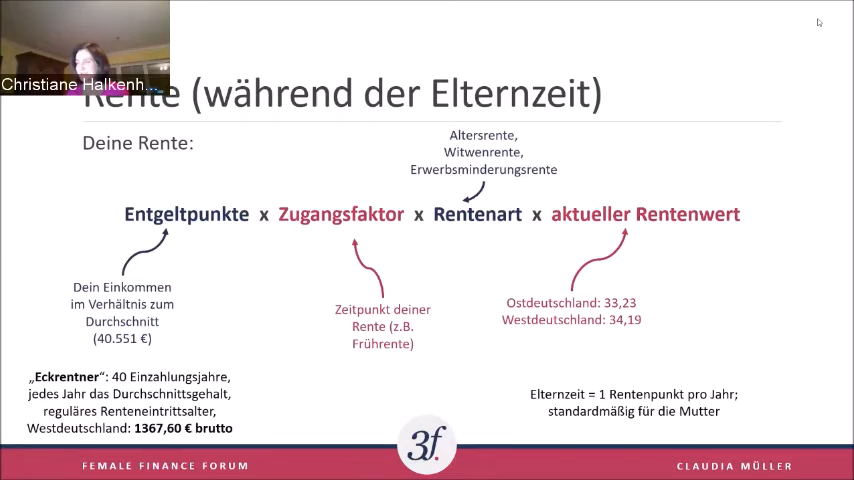 Christiane Halkenh...
Rente (während der Elternzeit)
Deine Rente:
Altersrente,
Witwenrente,
Erwerbsminderungsrente
Entgeltpunkte x Zugangsfaktor x Rentenart x aktueller Rentenwert
Dein Einkommen
im Verhältnis zum
Durchschnitt
(40.551 €)
Zeitpunkt deiner
Rente (z.B.
Frührente)
Ostdeutschland: 33,23
Westdeutschland: 34,19
„Eckrentner“: 40 Einzahlungsjahre,
jedes Jahr das Durchschnittsgehalt,
reguläres Renteneintrittsalter,
Westdeutschland: 1367,60 € brutto
Elternzeit = 1 Rentenpunkt pro Jahr;
standardmäßig für die Mutter
FEMALE FINANCE FORUM
3f.
CLAUDIA MÜLLER